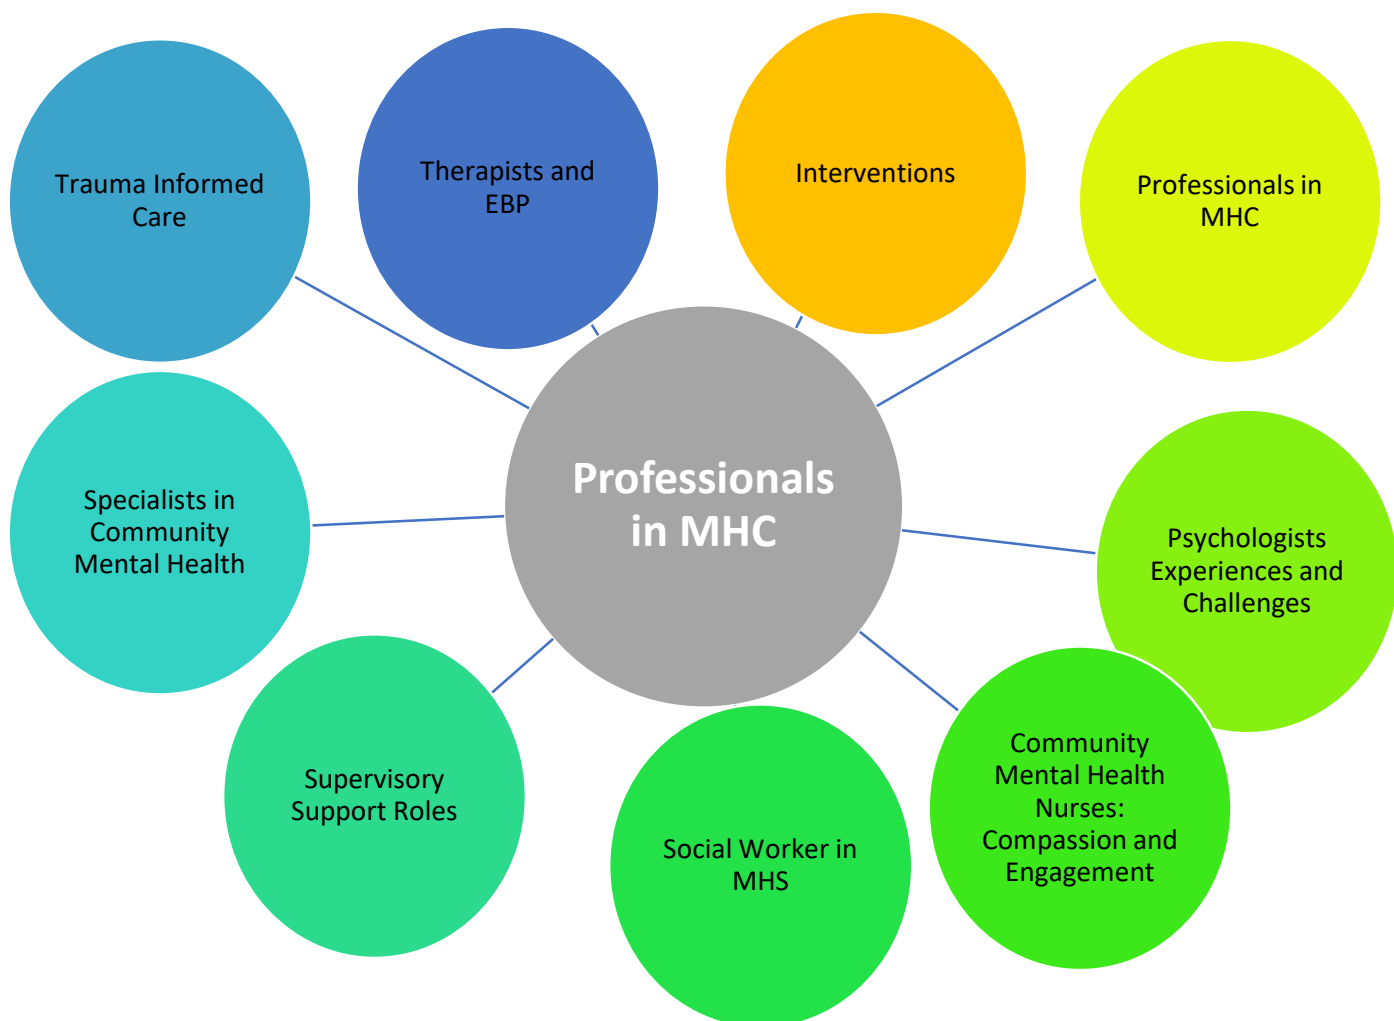 Trauma Informed
Care
Therapists and
EBP
Interventions
Professionals in
MHC
Professionals
in MHC
Specialists in
Community
Mental Health
Psychologists
Experiences and
Challenges
Supervisory
Support Roles
Social Worker in
MHS
Community
Mental Health
Nurses:
Compassion and
Engagement